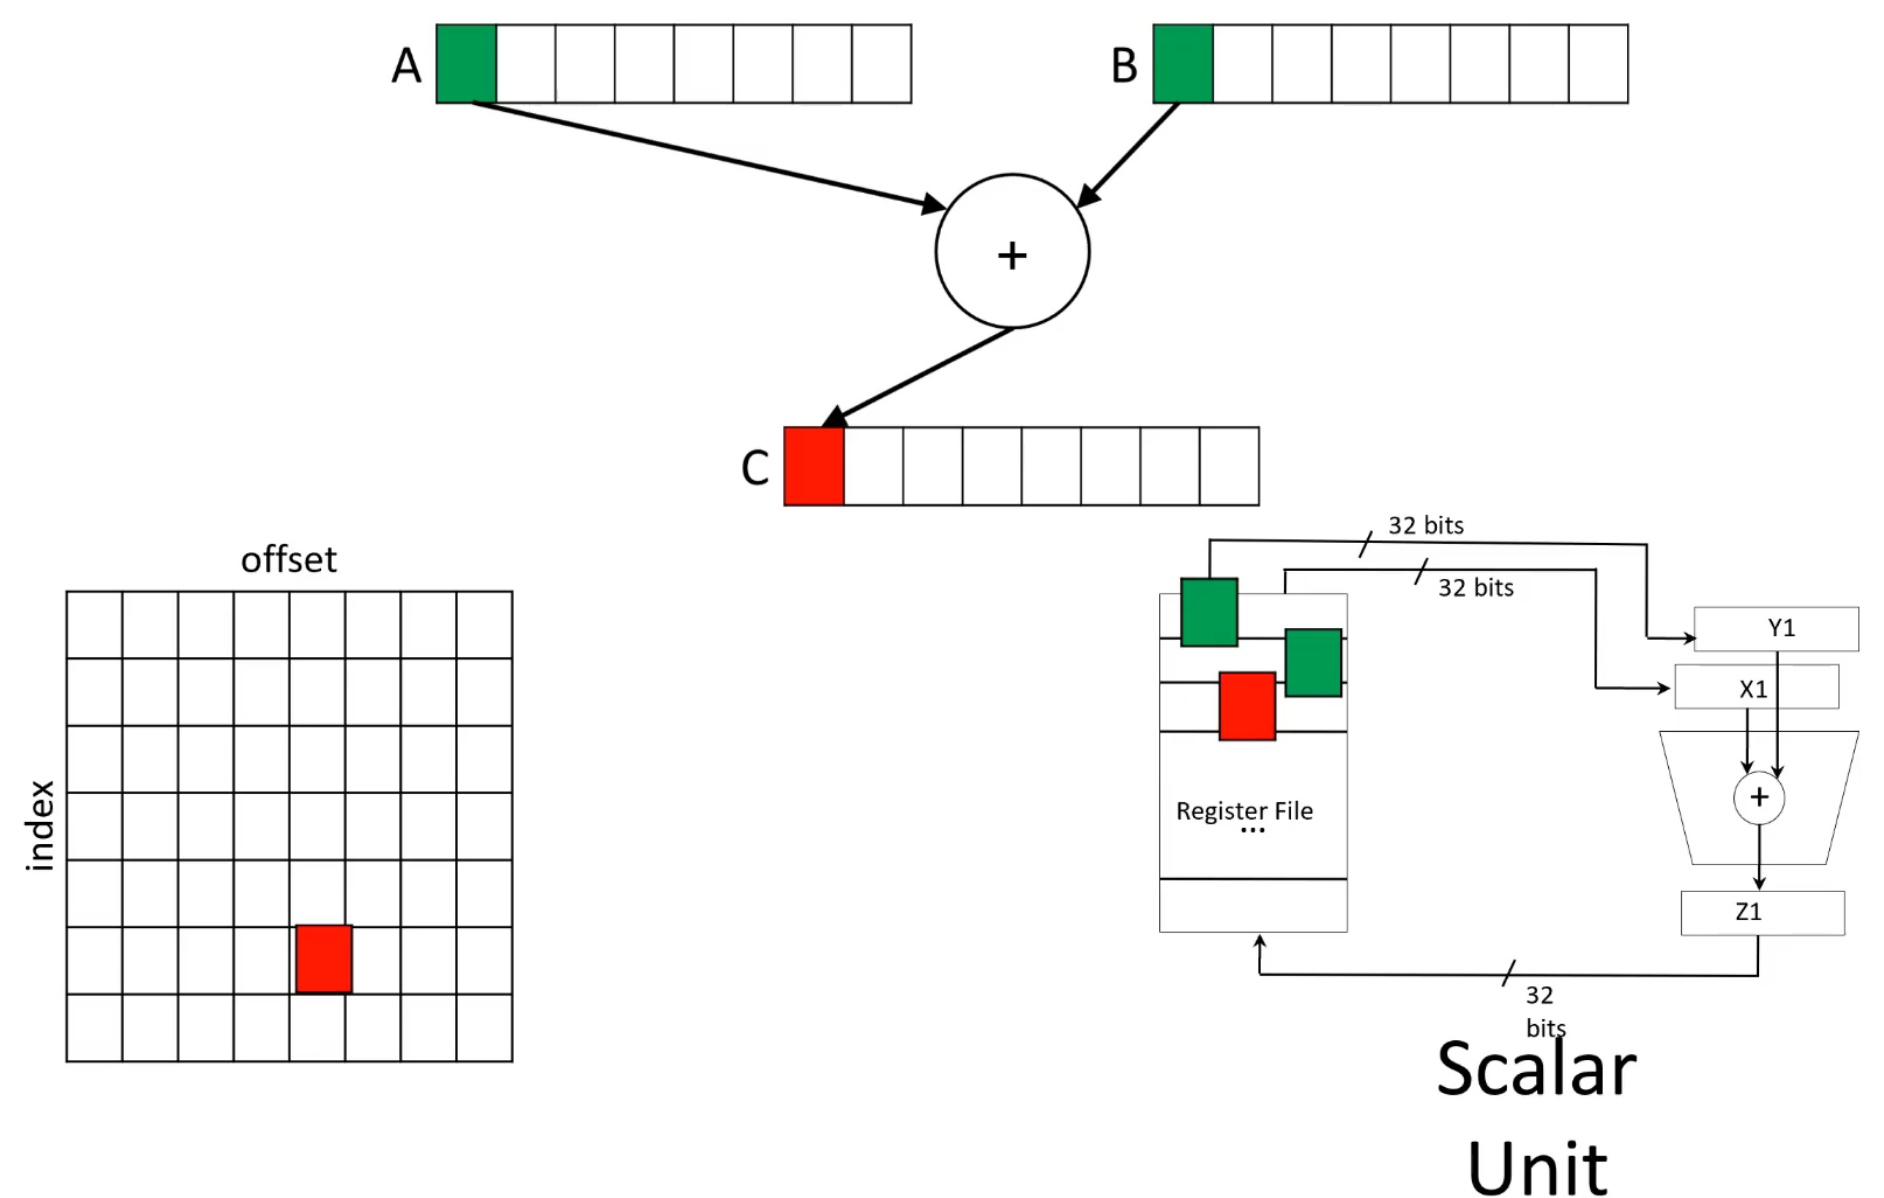 A
B
+
C
offset
index
32 bits
32 bits
Y1
X1
+
Register File
...
Z1
32
bits
Scalar
Unit